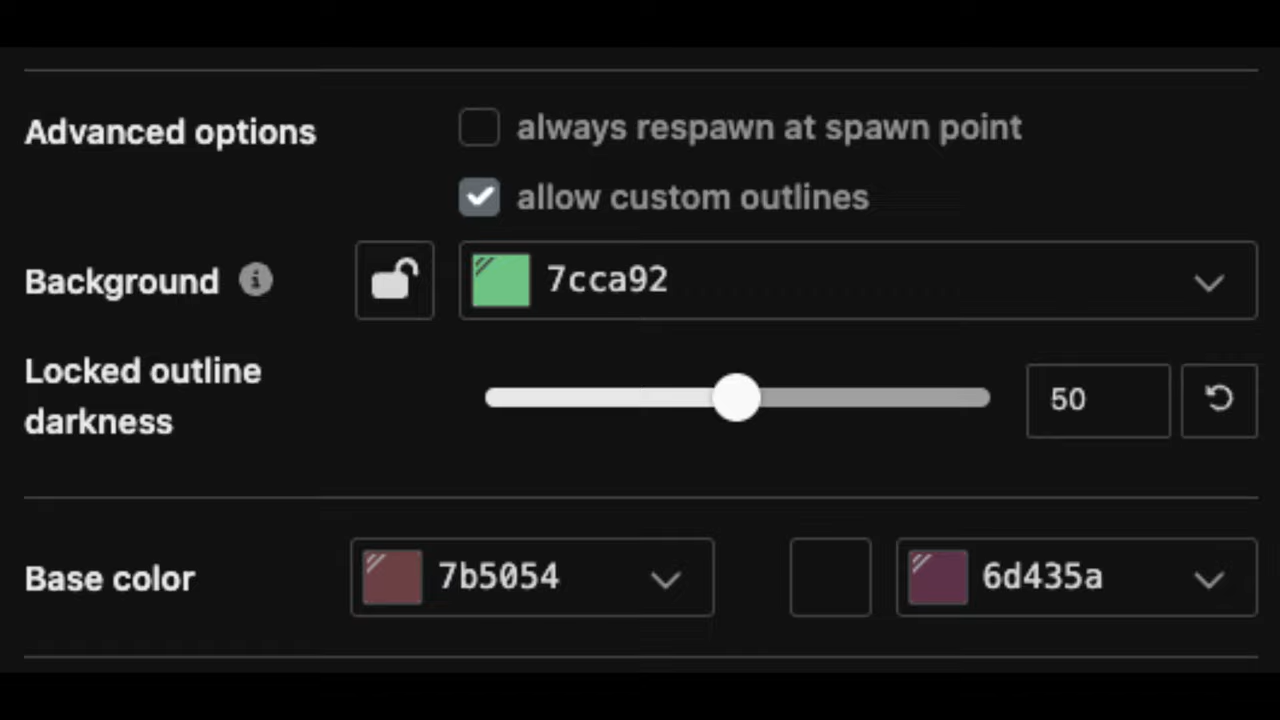 Advanced options
always respawn at spawn point
allow custom outlines
Background
7cca92
Locked outline
darkness
50
Base color
7b5054
6d435a